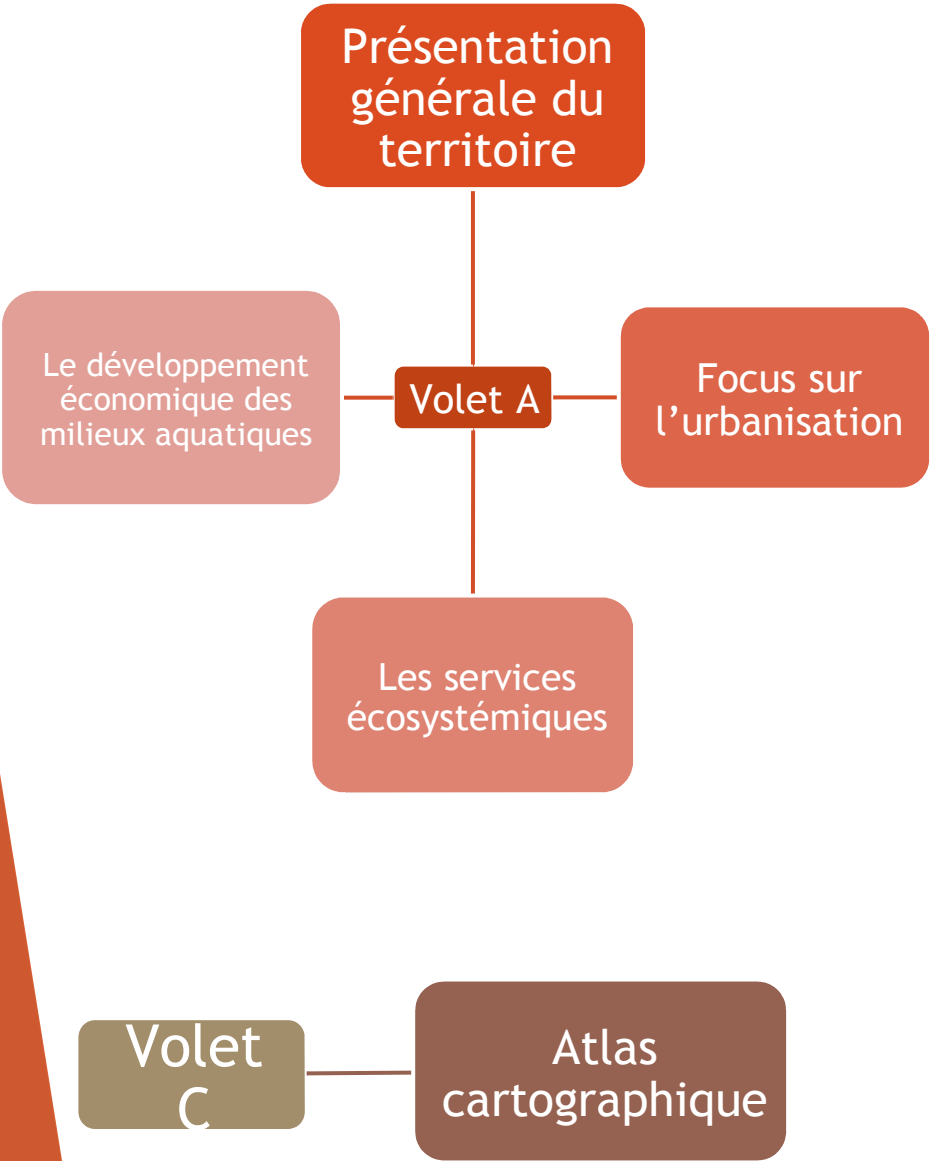 Présentation
générale du
territoire
Le développement
économique des
milieux aquatiques
Volet A
Focus sur
l’urbanisation
Les services
écosystémiques
Volet
C
Atlas
cartographique